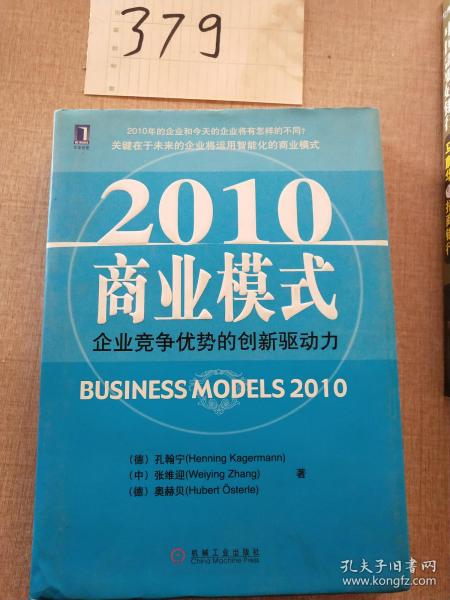 379
2010年的企业和今天的企业将有怎样的不同?
关键在于未来的企业将运用智能化的商业模式
2010
商业模式
企业竞争优势的创新驱动力
BUSINESS MODELS 2010
(德) 孔翰宁(Henning Kagermann)
(中) 张维迎(Weiying Zhang) 著
(德) 奥赫贝(Hubert Österle)
机械工业出版社
China Machine Press
孔夫子旧书网
www.kongfz.com